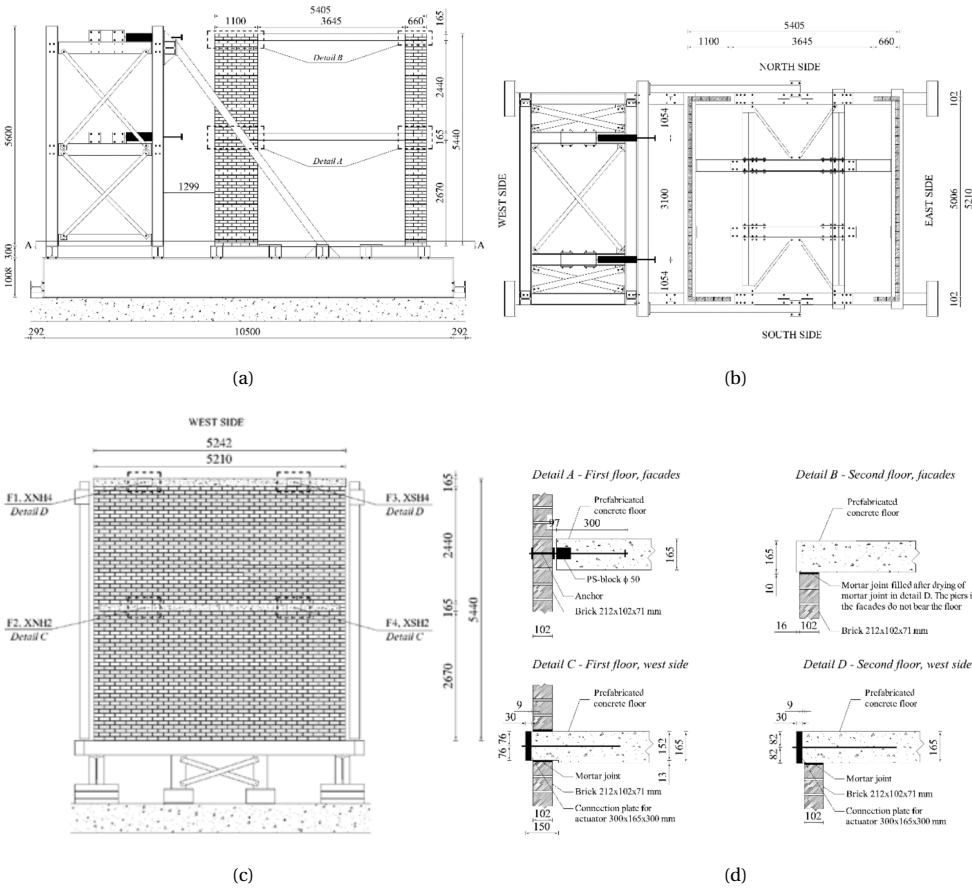 5405
1100
3645
660
165
Detail B
2440
5600
165
5440
Detail A
1299
2670
A
A
300
1008
292
10500
292
(a)
5405
1100
3645
660
NORTH SIDE
102
1054
WEST SIDE
3100
EAST SIDE
5006
5210
1054
102
SOUTH SIDE
(b)
WEST SIDE
5242
5210
165
F1, XNH4
Detail D
F3, XSH4
Detail D
2440
165
5440
F2, XNH2
Detail C
F4, XSH2
Detail C
2670
(c)
Detail A - First floor, facades
Prefabricated
concrete floor
97
300
165
PS-block ϕ 50
Anchor
Brick 212x102x71 mm
102
Detail B - Second floor, facades
Prefabricated
concrete floor
165
10
Mortar joint filled after drying of
mortar joint in detail D. The piers i
the facades do not bear the floor
16
102
Brick 212x102x71 mm
Detail C - First floor, west side
9
30
Prefabricated
concrete floor
76
76
152
165
13
Mortar joint
Brick 212x102x71 mm
102
150
Connection plate for
actuator 300x165x300 mm
Detail D - Second floor, west side
9
30
Prefabricated
concrete floor
82
82
165
Mortar joint
Brick 212x102x71 mm
102
Connection plate for
actuator 300x165x300 mm
(d)